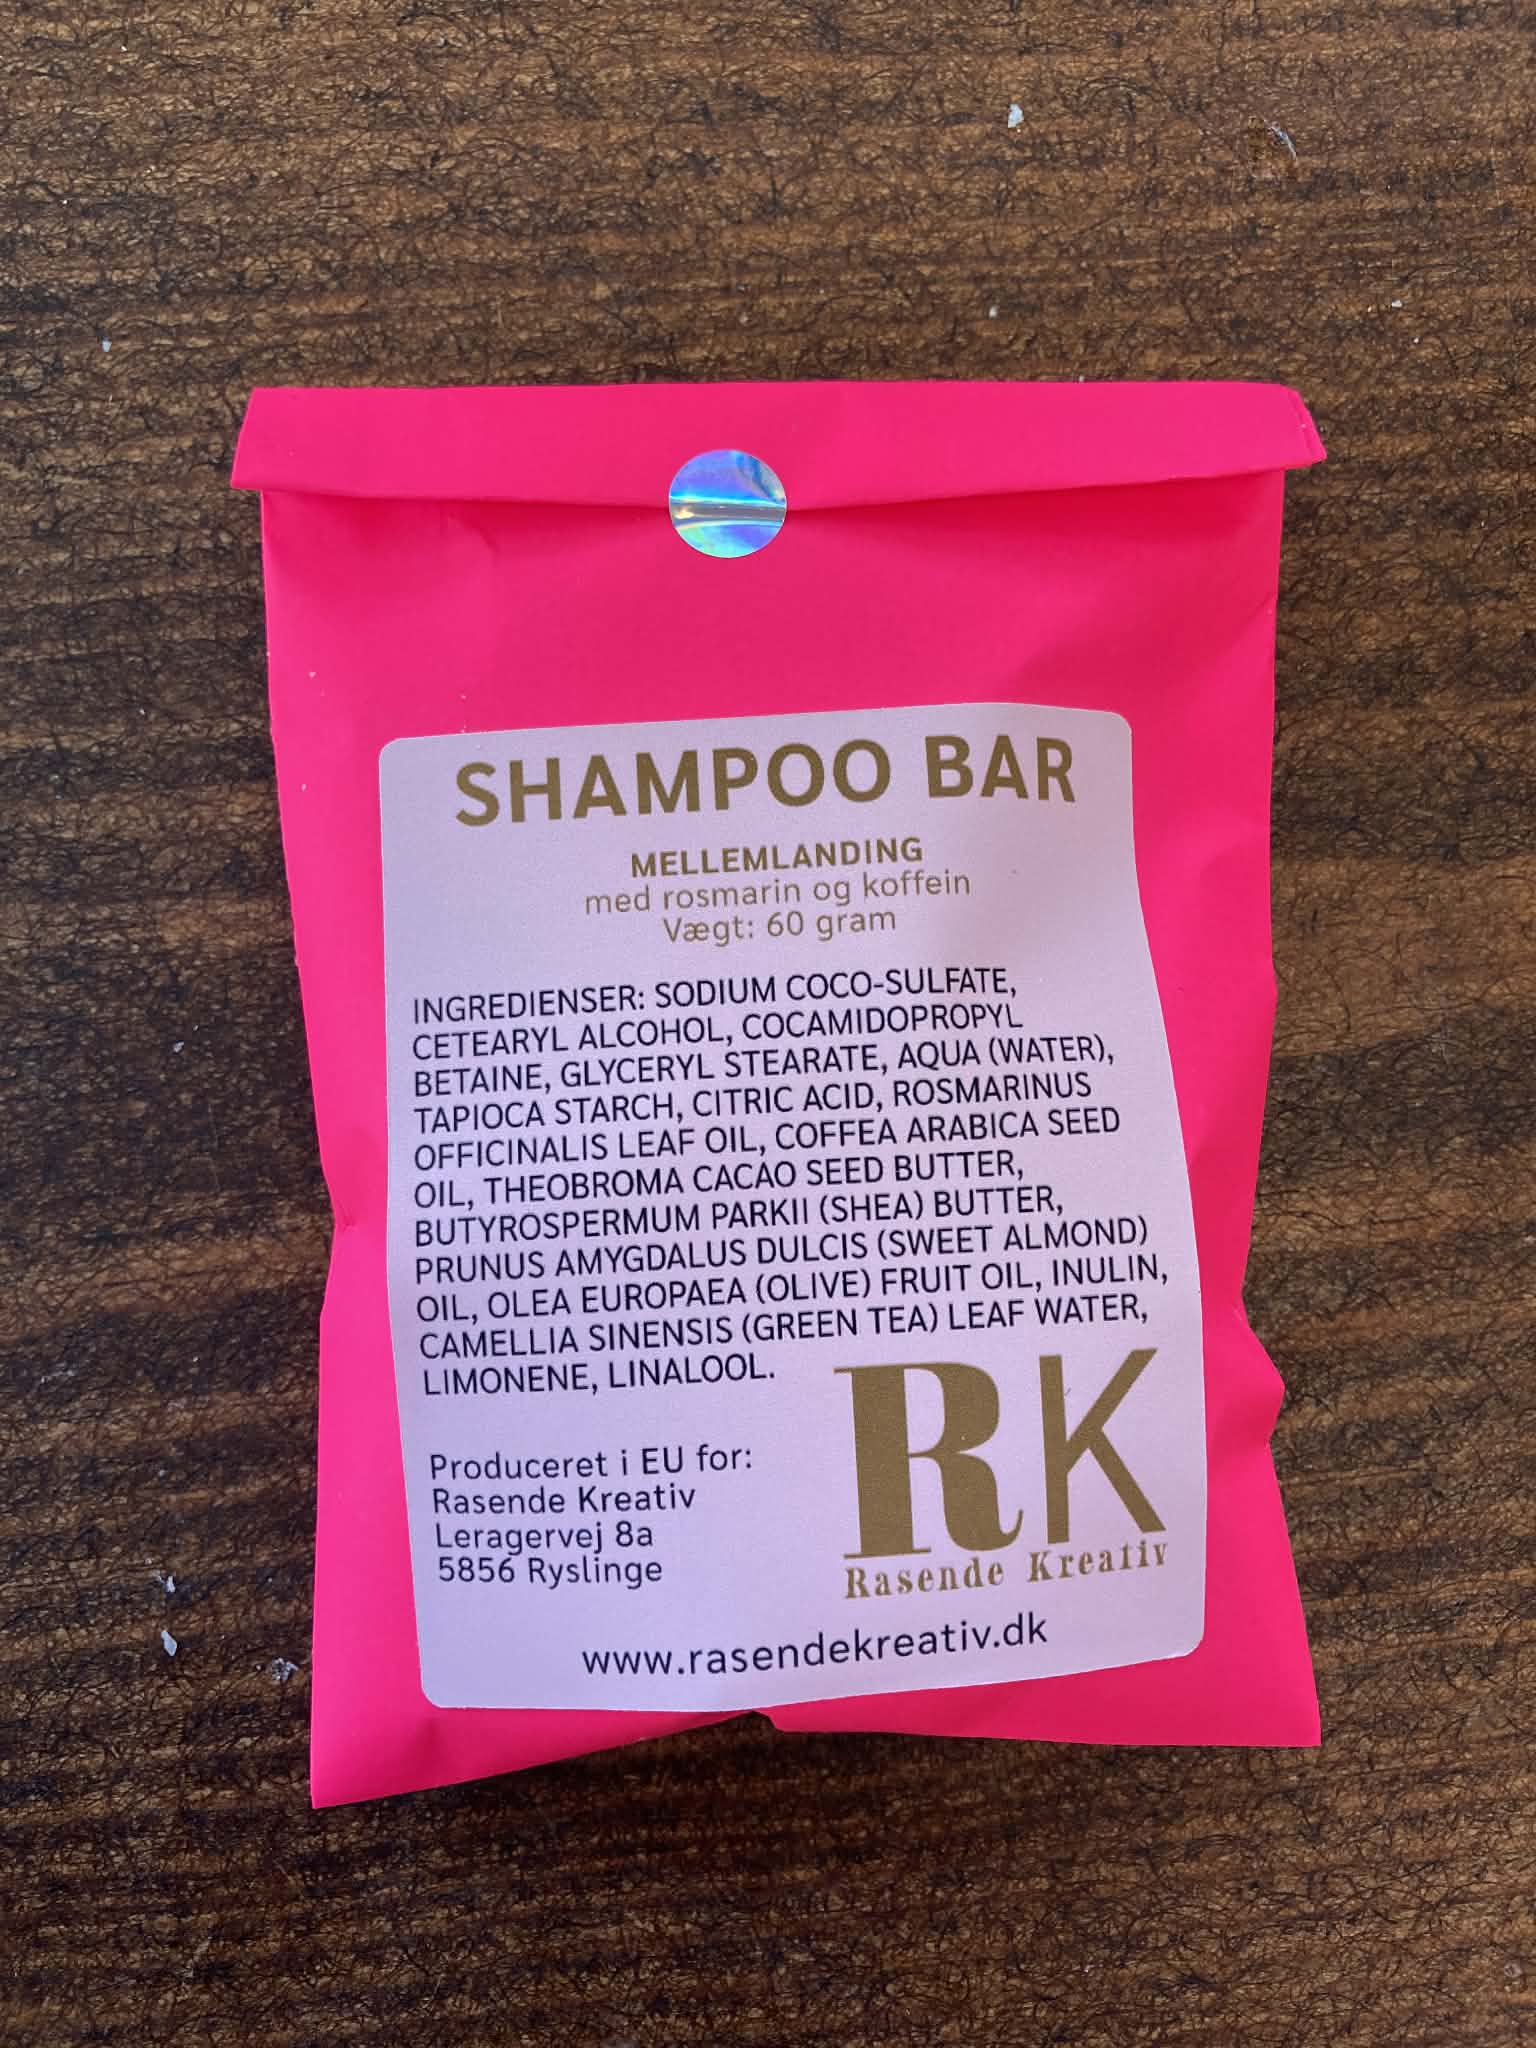 SHAMPOO BAR
MELLEMLANDING
med rosmarin og koffein
Vægt: 60 gram
INGREDIENSER: SODIUM COCO-SULFATE,
CETEARYL ALCOHOL, COCAMIDOPROPYL
BETAINE, GLYCERYL STEARATE, AQUA (WATER),
TAPIOCA STARCH, CITRIC ACID, ROSMARINUS
OFFICINALIS LEAF OIL, COFFEA ARABICA SEED
OIL, THEOBROMA CACAO SEED BUTTER,
BUTYROSPERMUM PARKII (SHEA) BUTTER,
PRUNUS AMYGDALUS DULCIS (SWEET ALMOND)
OIL, OLEA EUROPAEA (OLIVE) FRUIT OIL, INULIN,
CAMELLIA SINENSIS (GREEN TEA) LEAF WATER,
LIMONENE, LINALOOL.
Produceret i EU for:
Rasende Kreativ
Leragervej 8a
5856 Ryslinge
RK
Rasende Kreativ
www.rasendekreativ.dk